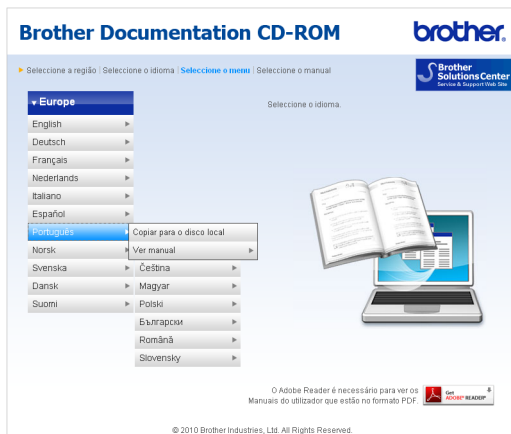 Brother Documentation CD-ROM
brother.
Seleccione a região | Seleccione o idioma | Seleccione o menu | Seleccione o manual
Brother
Solutions Center
Service & Support Web Site
Europe
Seleccione o idioma.
English
Deutsch
Français
Nederlands
Italiano
Español
Português
Copiar para o disco local
Norsk
Ver manual
Svenska
Čeština
Dansk
Magyar
Suomi
Polski
Български
Română
Slovensky
O Adobe Reader é necessário para ver os
Manuais do utilizador que estão no formato PDF.
Get
ADOBE® READER®
© 2010 Brother Industries, Ltd. All Rights Reserved.